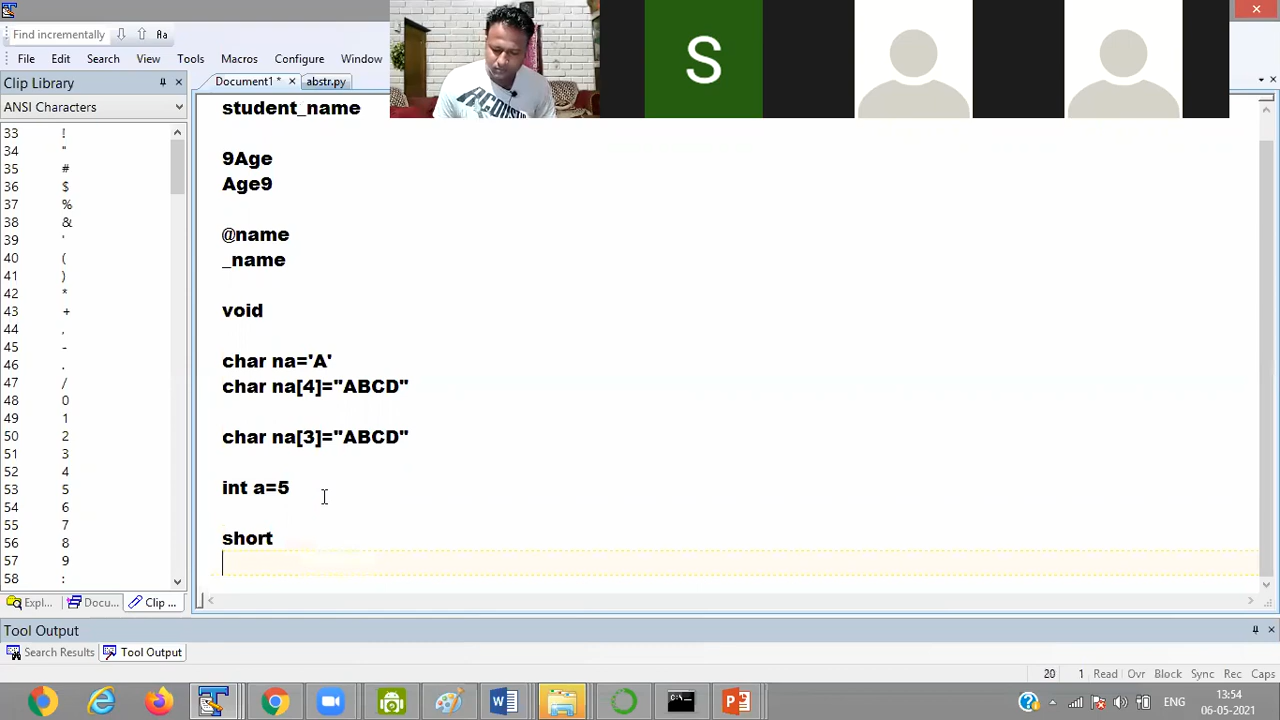 Find incrementally
Aa
File Edit Search View Tools Macros Configure Window
Clip Library
Document1 * abstr.py
ANSI Characters
33 !
34 "
35 #
36 $
37 %
38 &
39 '
40 (
41 )
42 *
43 +
44 ,
45 -
46 .
47 /
48 0
49 1
50 2
51 3
52 4
53 5
54 6
55 7
56 8
57 9
58 :
S
student_name
9Age
Age9
@name
_name
void
char na='A'
char na[4]="ABCD"
char na[3]="ABCD"
int a=5
short
Expl... Docu... Clip ...
Tool Output
Search Results Tool Output
20 1 Read Ovr Block Sync Rec Caps
ENG 13:54
06-05-2021